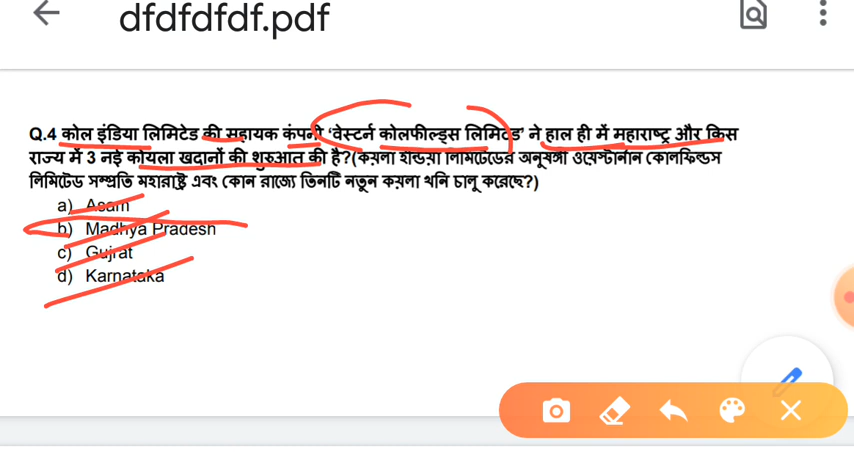 dfdfdfdf.pdf
Q.4 कोल इंडिया लिमिटेड की सहायक कंपनी ‘वेस्टर्न कोलफील्ड्स लिमिटेड’ ने हाल ही में महाराष्ट्र और किस
राज्य में 3 नई कोयला खदानों की शुरुआत की है?(কয়লা ইন্ডিয়া লিমিটেডের অনুষঙ্গী ওয়েস্টার্নান কোলফিল্ডস
লিমিটেড সম্প্রতি মহারাষ্ট্র এবং কোন রাজ্যে তিনটি নতুন কয়লা খনি চালু করেছে?)
a) Asam
b) Madhya Pradesh
c) Gujrat
d) Karnataka